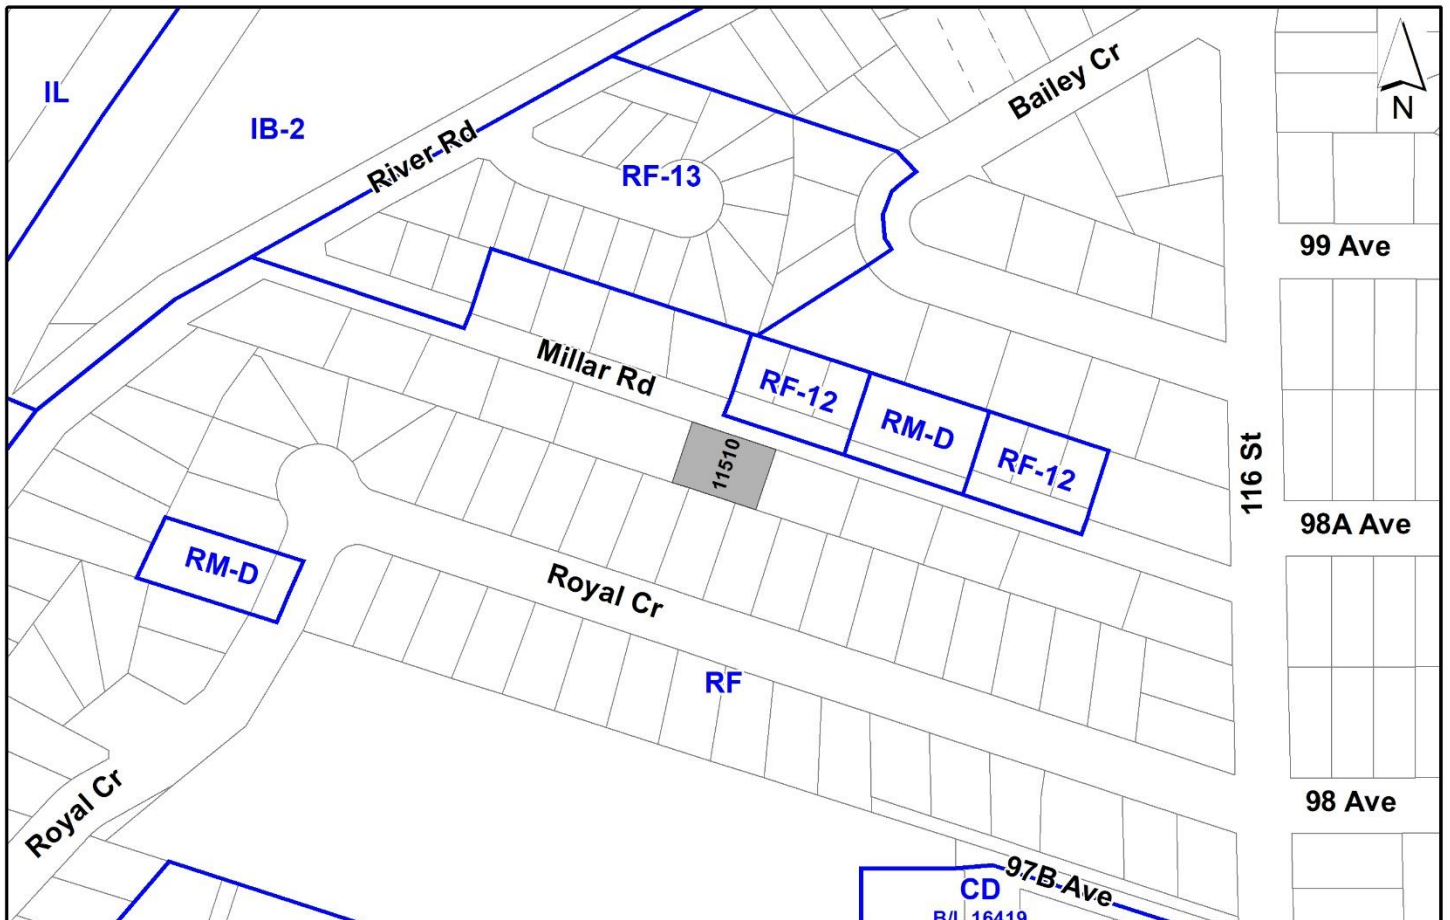 IL
IB-2
River Rd
RF-13
Bailey Cr
N
99 Ave
Millar Rd
RF-12
RM-D
RF-12
11510
116 St
98A Ave
RM-D
Royal Cr
RF
98 Ave
Royal Cr
97B Ave
CD
B/L 16419